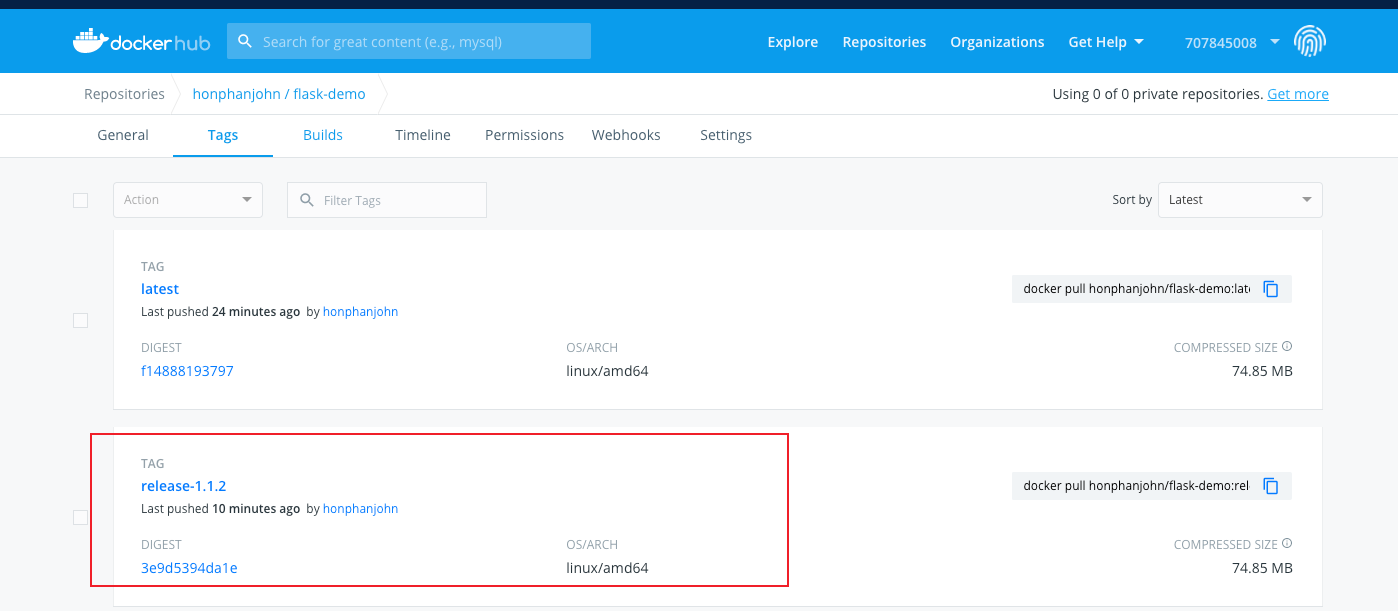 docker hub
Search for great content (e.g., mysql)
Explore Repositories Organizations Get Help 707845008
Repositories honphanjohn / flask-demo Using 0 of 0 private repositories. Get more
General Tags Builds Timeline Permissions Webhooks Settings
Action Filter Tags Sort by Latest
TAG
latest
Last pushed 24 minutes ago by honphanjohn
docker pull honphanjohn/flask-demo:late
DIGEST OS/ARCH COMPRESSED SIZE
f14888193797 linux/amd64 74.85 MB
TAG
release-1.1.2
Last pushed 10 minutes ago by honphanjohn
docker pull honphanjohn/flask-demo:rel
DIGEST OS/ARCH COMPRESSED SIZE
3e9d5394da1e linux/amd64 74.85 MB